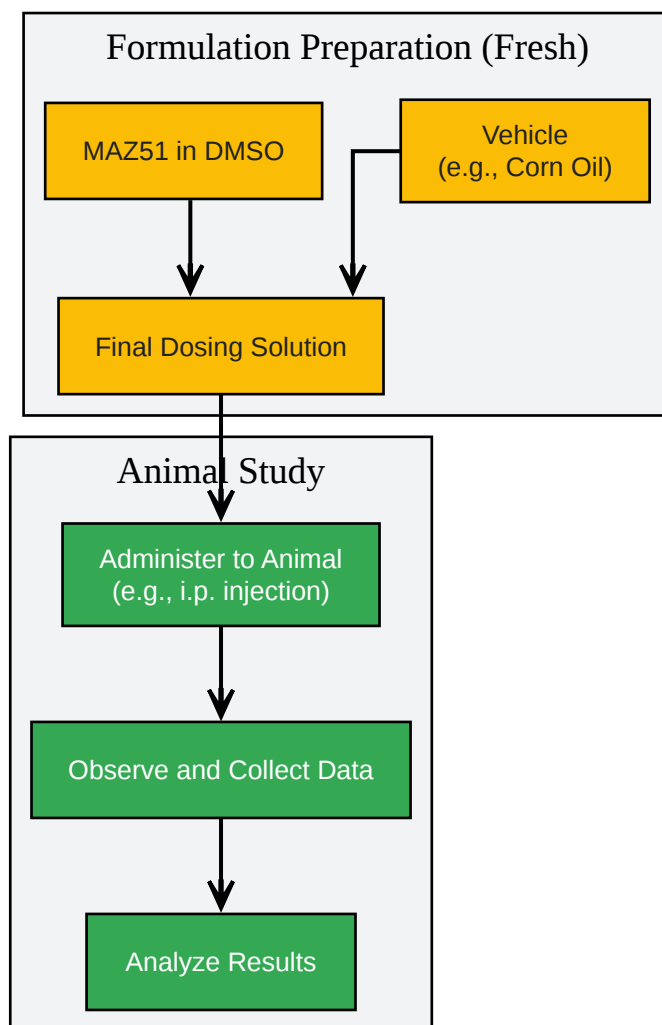 Formulation Preparation (Fresh)
MAZ51 in DMSO
Vehicle
(e.g., Corn Oil)
Final Dosing Solution
Animal Study
Administer to Animal
(e.g., i.p. injection)
Observe and Collect Data
Analyze Results